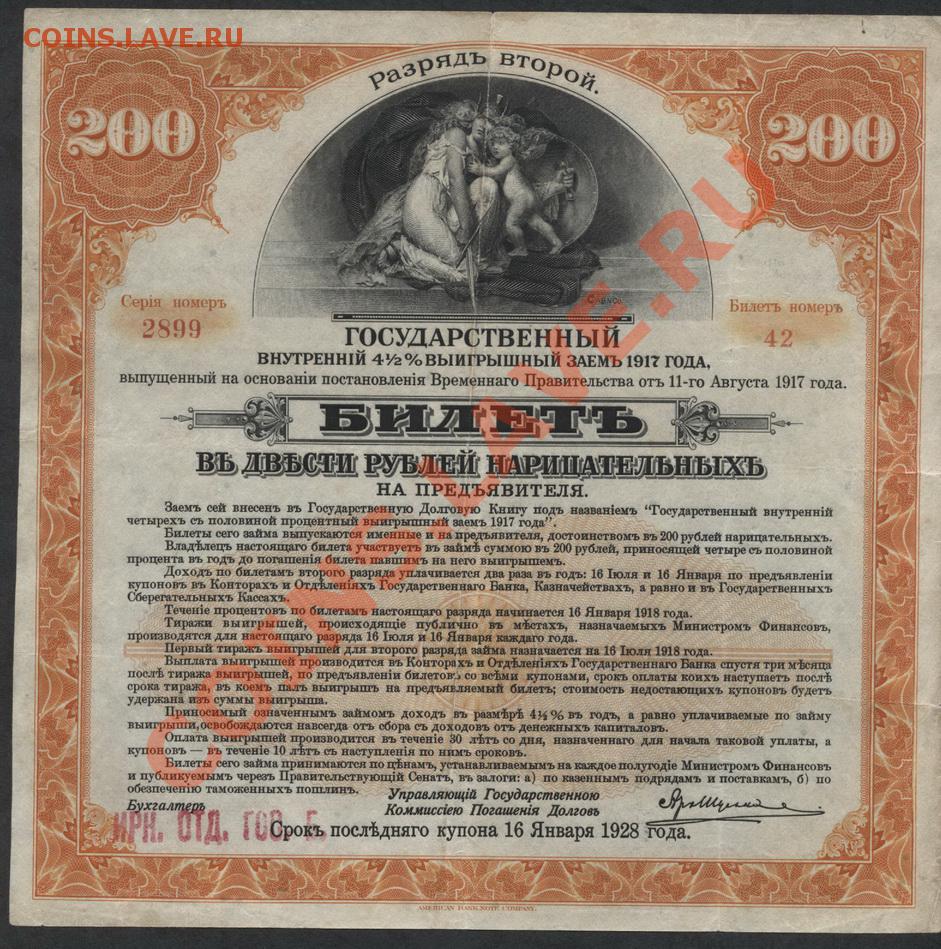 COINS.LAVE.RU
Разрядъ второй.
200 200
Серія номеръ
2899
Билетъ номеръ
42
ГОСУДАРСТВЕННЫЙ
ВНУТРЕННІЙ 4½% ВЫИГРЫШНЫЙ ЗАЕМЪ 1917 ГОДА,
выпущенный на основаніи постановленія Временнаго Правительства отъ 11-го Августа 1917 года.
БИЛЕТЪ
ВЪ ДВѢСТИ РУБЛЕЙ НАРИЦАТЕЛЬНЫХЪ
НА ПРЕДЪЯВИТЕЛЯ.
Заемъ сей внесенъ въ Государственную Долговую Книгу подъ названіемъ “Государственный внутренній
четырехъ съ половиной процентный выигрышный заемъ 1917 года”.
Билеты сего займа выпускаются именные и на предъявителя, достоинствомъ въ 200 рублей нарицательныхъ.
Владѣлецъ настоящаго билета участвуетъ въ займѣ суммою въ 200 рублей, приносящей четыре съ половиной
процента въ годъ до погашенія билета павшимъ на него выигрышемъ.
Доходъ по билетамъ второго разряда уплачивается два раза въ годъ: 16 Іюля и 16 Января по предъявленіи
купоновъ въ Конторахъ и Отдѣленіяхъ Государственнаго Банка, Казначействахъ, а равно и въ Государственныхъ
Сберегательныхъ Кассахъ.
Теченіе процентовъ по билетамъ настоящаго разряда начинается 16 Января 1918 года.
Тиражи выигрышей, происходящіе публично въ мѣстахъ, назначаемыхъ Министромъ Финансовъ,
производятся для настоящаго разряда 16 Іюля и 16 Января каждаго года.
Первый тиражъ выигрышей для второго разряда займа назначается на 16 Іюля 1918 года.
Выплата выигрышей производится въ Конторахъ и Отдѣленіяхъ Государственнаго Банка спустя три мѣсяца
послѣ тиража выигрышей, по предъявленіи билетовъ со всѣми купонами, срокъ оплаты коихъ наступаетъ послѣ
срока тиража, въ коемъ палъ выигрышъ на предъявляемый билетъ; стоимость недостающихъ купоновъ будетъ
удержана изъ суммы выигрыша.
Приносимый означеннымъ займомъ доходъ въ размѣрѣ 4½% въ годъ, а равно уплачиваемые по займу
выигрыши, освобождаются навсегда отъ сбора съ доходовъ отъ денежныхъ капиталовъ.
Оплата выигрышей производится въ теченіе 30 лѣтъ со дня, назначеннаго для начала таковой уплаты, а
купоновъ — въ теченіе 10 лѣтъ съ наступленія по нимъ сроковъ.
Билеты сего займа принимаются по цѣнамъ, устанавливаемымъ на каждое полугодіе Министромъ Финансовъ
и публикуемымъ черезъ Правительствующій Сенатъ, въ залоги: а) по казеннымъ подрядамъ и поставкамъ, б) по
обезпеченію таможенныхъ пошлинъ.
Управляющій Государственною
Коммиссіею Погашенія Долговъ
Бухгалтеръ
ИРК. ОТД. ГОС. Б.
Срокъ послѣдняго купона 16 Января 1928 года.
AMERICAN BANK NOTE COMPANY.
COINS.LAVE.RU